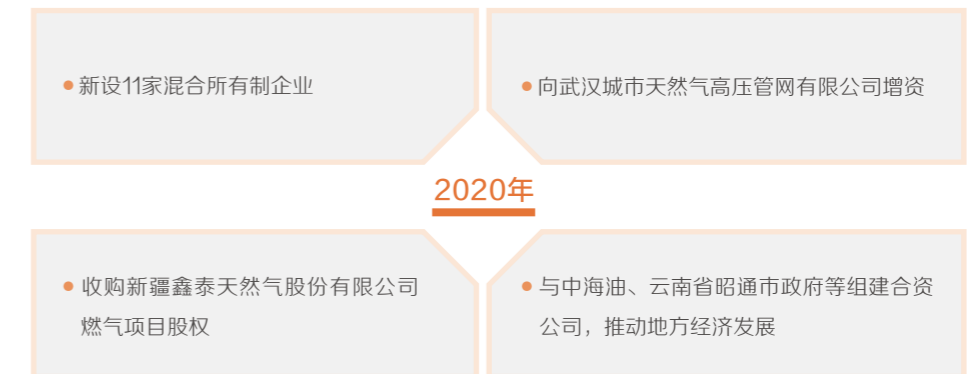 新设11家混合所有制企业
向武汉城市天然气高压管网有限公司增资
2020年
收购新疆鑫泰天然气股份有限公司
燃气项目股权
与中海油、云南省昭通市政府等组建合资
公司，推动地方经济发展